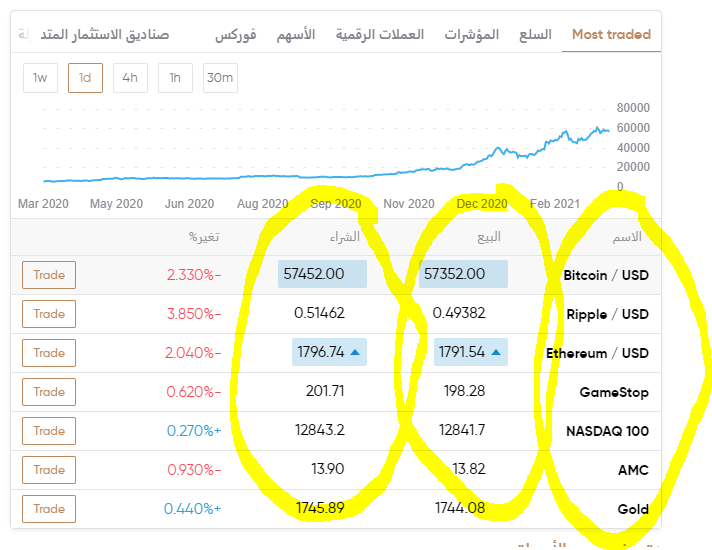 Most traded السلع المؤشرات العملات الرقمية الأسهم فوركس صناديق الاستثمار المتد
1w 1d 4h 1h 30m
80000
60000
40000
20000
0
Mar 2020 May 2020 Jun 2020 Aug 2020 Sep 2020 Nov 2020 Dec 2020 Feb 2021
الاسم البيع الشراء تغير%
Bitcoin / USD 57352.00 57452.00 2.330%- Trade
Ripple / USD 0.49382 0.51462 3.850%- Trade
Ethereum / USD 1791.54 1796.74 2.040%- Trade
GameStop 198.28 201.71 0.620%- Trade
NASDAQ 100 12841.7 12843.2 0.270%+ Trade
AMC 13.82 13.90 0.930%- Trade
Gold 1744.08 1745.89 0.440%+ Trade